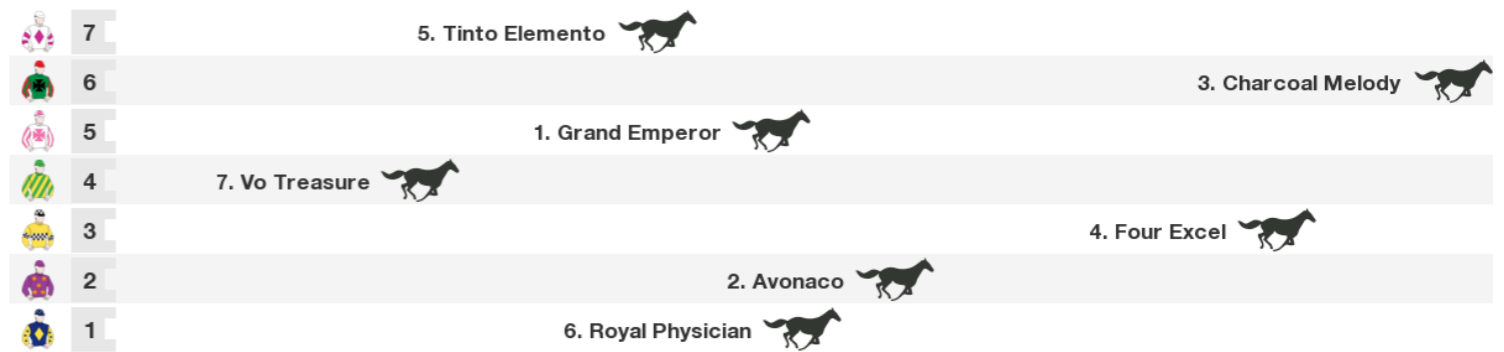 7 5. Tinto Elemento
6 3. Charcoal Melody
5 1. Grand Emperor
4 7. Vo Treasure
3 4. Four Excel
2 2. Avonaco
1 6. Royal Physician